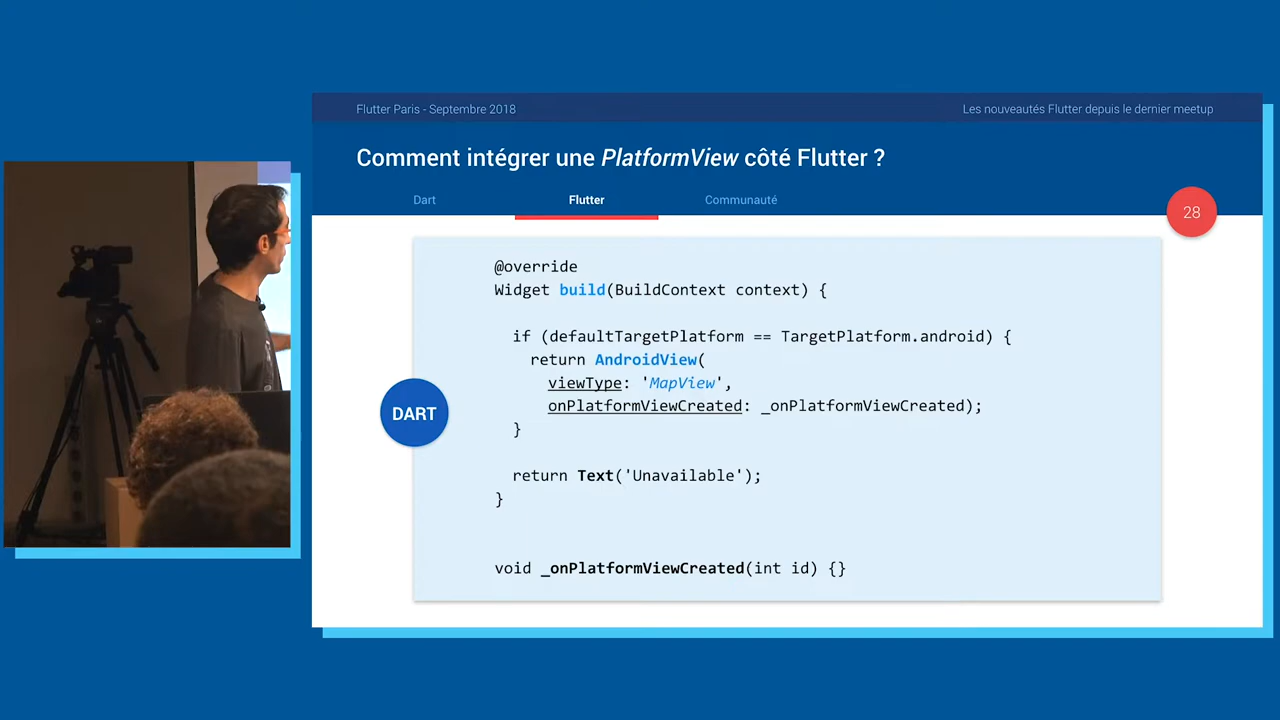 Flutter Paris - Septembre 2018
Les nouveautés Flutter depuis le dernier meetup
Comment intégrer une PlatformView côté Flutter ?
Dart
Flutter
Communauté
28
DART
@override
Widget build(BuildContext context) {
if (defaultTargetPlatform == TargetPlatform.android) {
return AndroidView(
viewType: 'MapView',
onPlatformViewCreated: _onPlatformViewCreated);
}
return Text('Unavailable');
}
void _onPlatformViewCreated(int id) {}